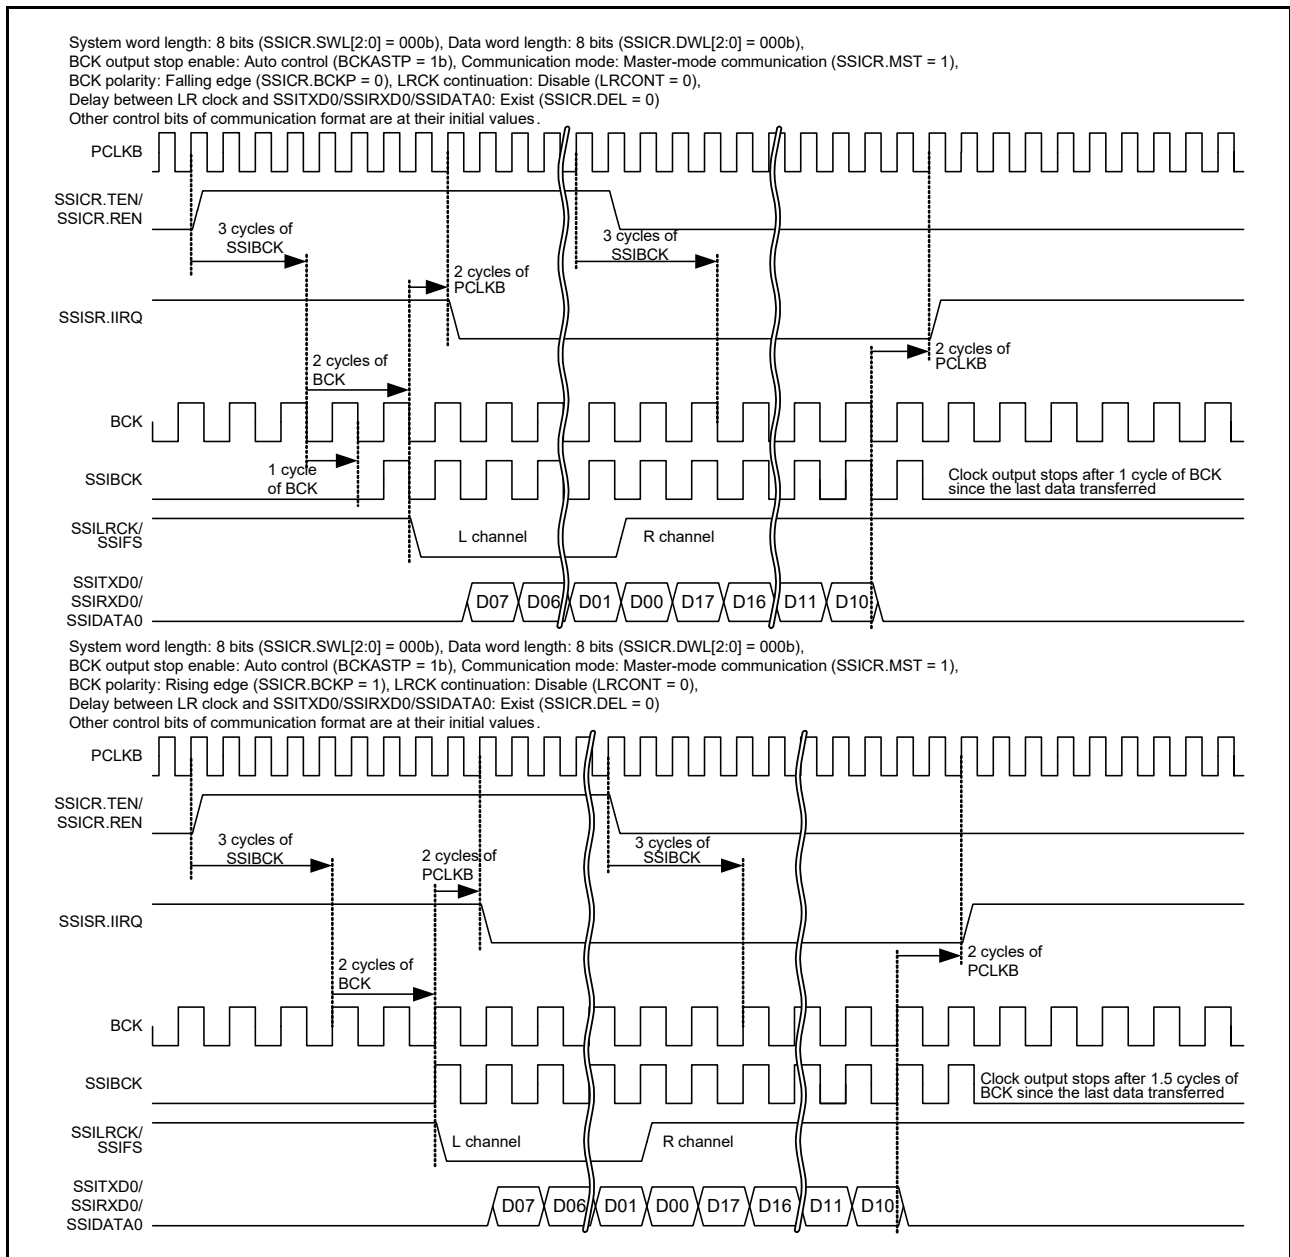 System word length: 8 bits (SSICR.SWL[2:0] = 000b), Data word length: 8 bits (SSICR.DWL[2:0] = 000b),
BCK output stop enable: Auto control (BCKASTP = 1b), Communication mode: Master-mode communication (SSICR.MST = 1),
BCK polarity: Falling edge (SSICR.BCKP = 0), LRCK continuation: Disable (LRCONT = 0),
Delay between LR clock and SSITXD0/SSIRXD0/SSIDATA0: Exist (SSICR.DEL = 0)
Other control bits of communication format are at their initial values.
PCLKB
SSICR.TEN/
SSICR.REN
3 cycles of
SSIBCK
3 cycles of
SSIBCK
2 cycles of
PCLKB
SSISR.IIRQ
2 cycles of
BCK
2 cycles of
PCLKB
BCK
1 cycle
of BCK
SSIBCK
Clock output stops after 1 cycle of BCK
since the last data transferred
SSILRCK/
SSIFS
L channel
R channel
SSITXD0/
SSIRXD0/
SSIDATA0
D07 D06 D01 D00 D17 D16 D11 D10
System word length: 8 bits (SSICR.SWL[2:0] = 000b), Data word length: 8 bits (SSICR.DWL[2:0] = 000b),
BCK output stop enable: Auto control (BCKASTP = 1b), Communication mode: Master-mode communication (SSICR.MST = 1),
BCK polarity: Rising edge (SSICR.BCKP = 1), LRCK continuation: Disable (LRCONT = 0),
Delay between LR clock and SSITXD0/SSIRXD0/SSIDATA0: Exist (SSICR.DEL = 0)
Other control bits of communication format are at their initial values.
PCLKB
SSICR.TEN/
SSICR.REN
3 cycles of
SSIBCK
2 cycles of
PCLKB
3 cycles of
SSIBCK
SSISR.IIRQ
2 cycles of
BCK
2 cycles of
PCLKB
BCK
SSIBCK
Clock output stops after 1.5 cycles of
BCK since the last data transferred
SSILRCK/
SSIFS
L channel
R channel
SSITXD0/
SSIRXD0/
SSIDATA0
D07 D06 D01 D00 D17 D16 D11 D10